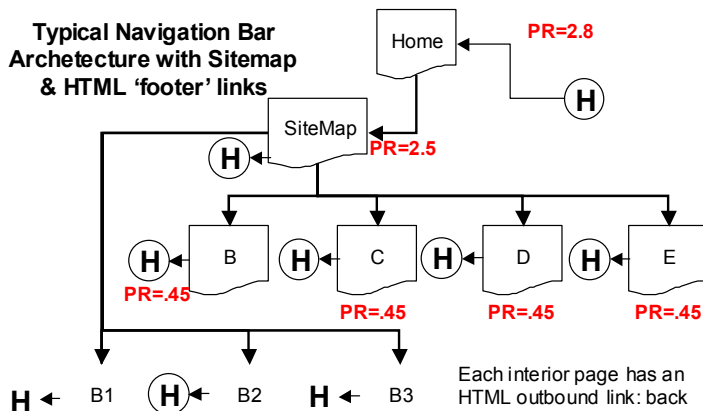 Typical Navigation Bar
Archetecture with Sitemap
& HTML ‘footer’ links
Home
PR=2.8
H
SiteMap
PR=2.5
H
H
B
H
C
H
D
H
E
PR=.45
PR=.45
PR=.45
PR=.45
H
B1
H
B2
H
B3
Each interior page has an
HTML outbound link: back